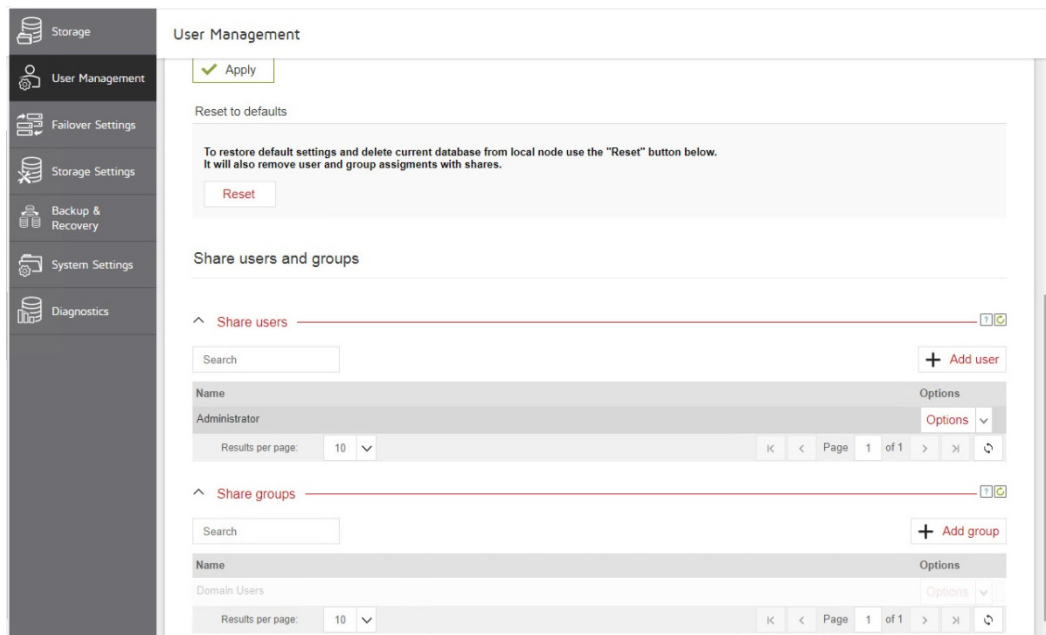 Storage
User Management
Failover Settings
Storage Settings
Backup &
Recovery
System Settings
Diagnostics
User Management
Apply
Reset to defaults
To restore default settings and delete current database from local node use the "Reset" button below.
It will also remove user and group assigments with shares.
Reset
Share users and groups
Share users
?
Search
+ Add user
Name Options
Administrator Options
Results per page: 10 Page 1 of 1
Share groups
?
Search
+ Add group
Name Options
Domain Users Options
Results per page: 10 Page 1 of 1